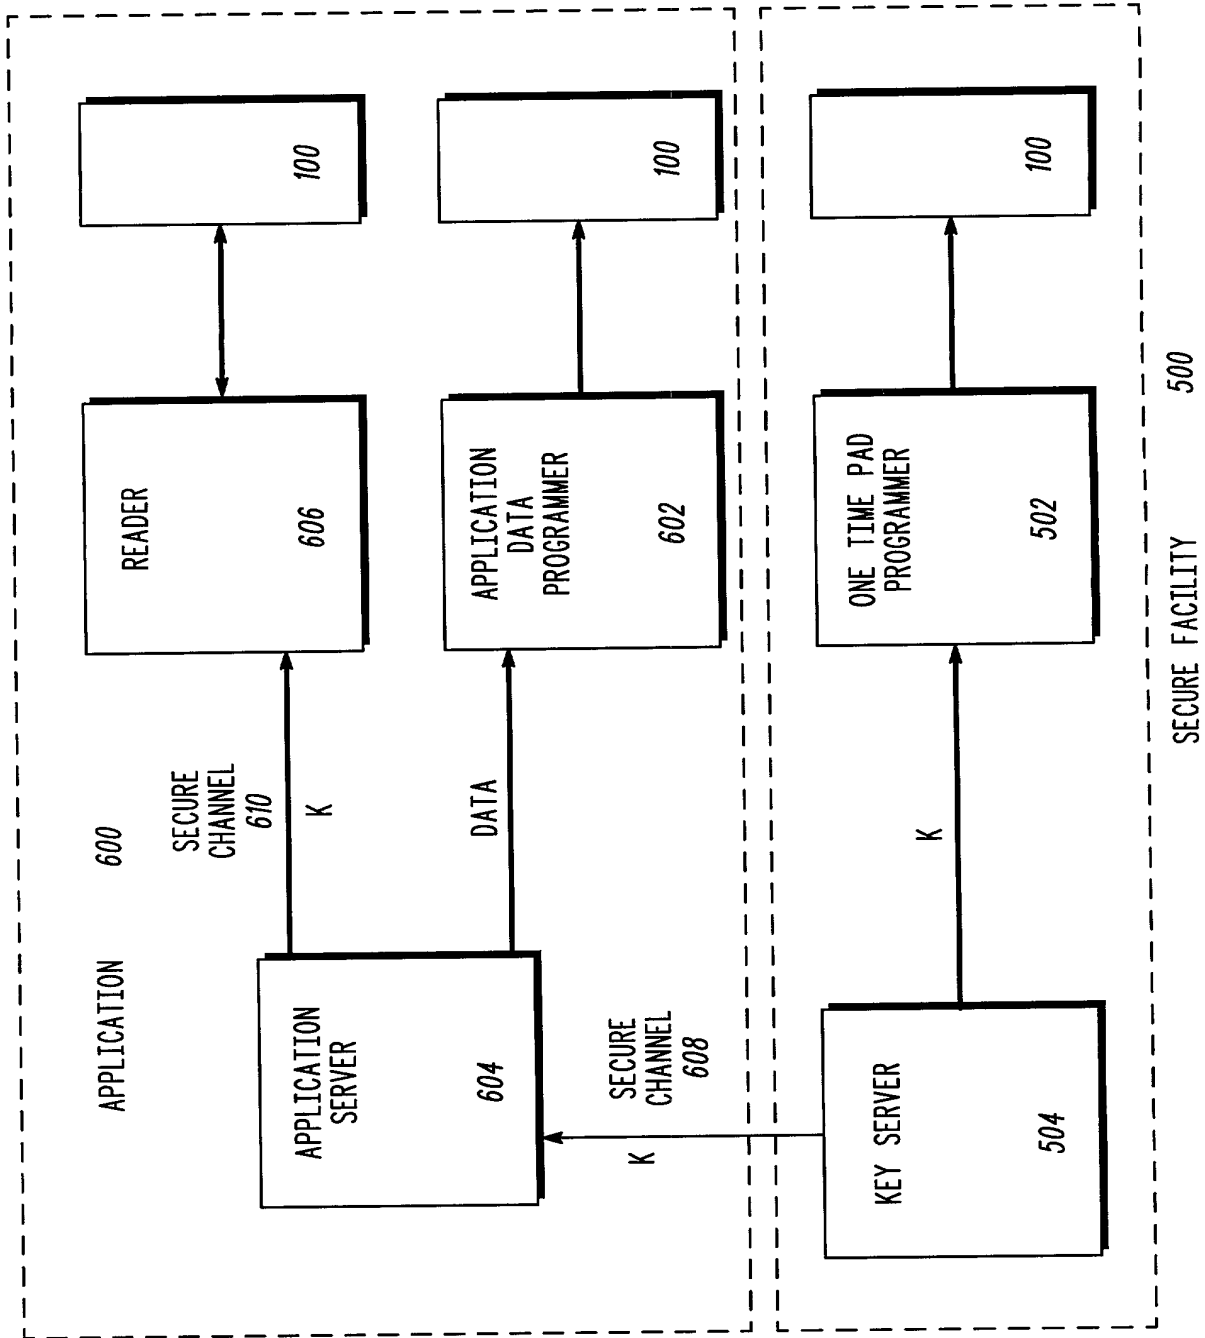 APPLICATION 600
APPLICATION
SERVER
604
SECURE
CHANNEL
610
K
READER
606
100
DATA
APPLICATION
DATA
PROGRAMMER
602
100
K
SECURE
CHANNEL
608
KEY SERVER
504
K
ONE TIME PAD
PROGRAMMER
502
100
SECURE FACILITY 500